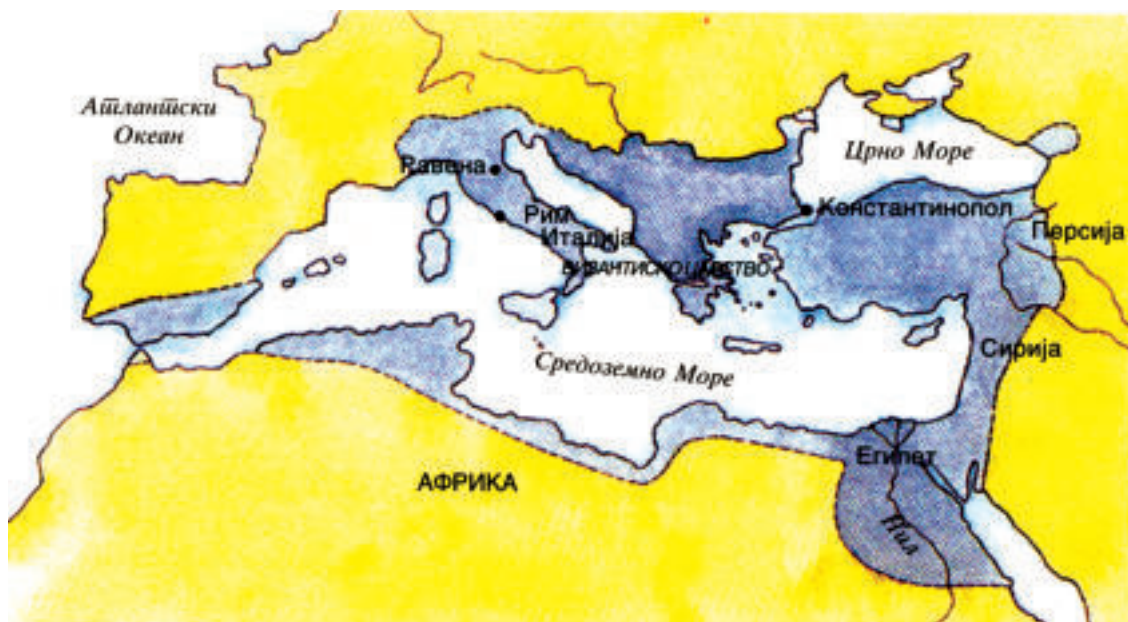 Атлантски
Океан
Црно Море
Равена
Константинопол
Рим
Персија
Италија
ВИЗАНТИСКО ЦАРСТВО
Сирија
Средоземно Море
Египет
АФРИКА
Нил